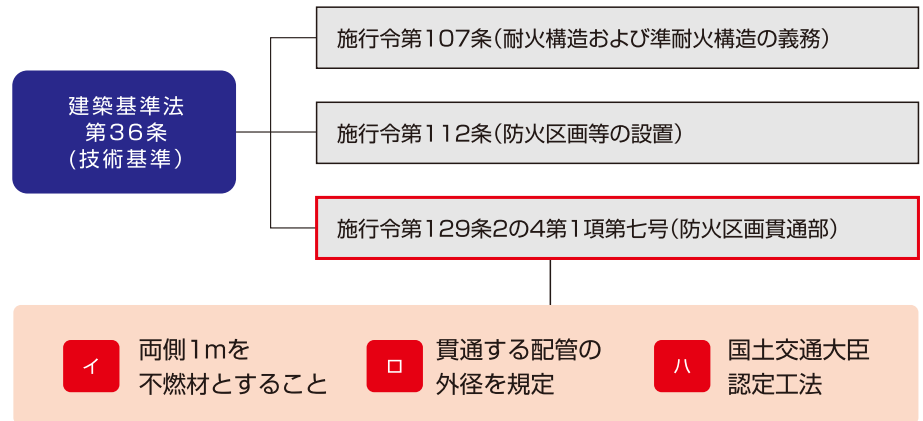 建築基準法
第36条
(技術基準)
施行令第107条(耐火構造および準耐火構造の義務)
施行令第112条(防火区画等の設置)
施行令第129条2の4第1項第七号(防火区画貫通部)
イ
両側1mを
不燃材とすること
ロ
貫通する配管の
外径を規定
ハ
国土交通大臣
認定工法